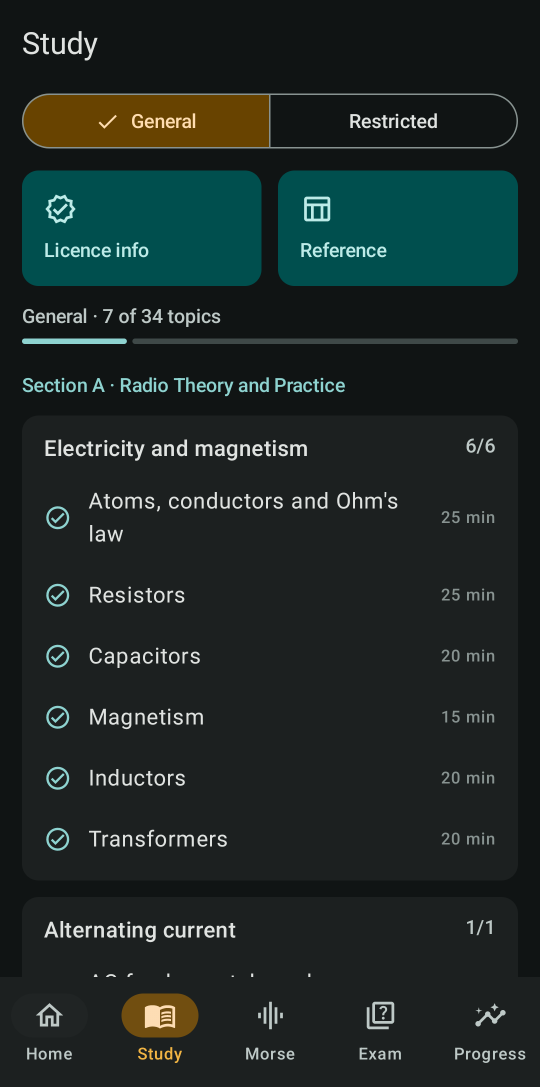 Study
General
Restricted
Licence info
Reference
General · 7 of 34 topics
Section A · Radio Theory and Practice
Electricity and magnetism
6/6
Atoms, conductors and Ohm's
law
25 min
Resistors
25 min
Capacitors
20 min
Magnetism
15 min
Inductors
20 min
Transformers
20 min
Alternating current
1/1
Home
Study
Morse
Exam
Progress